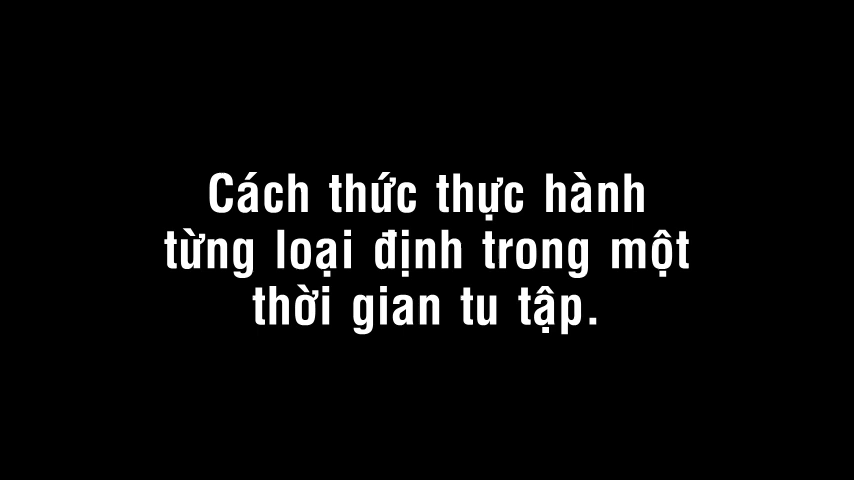 Cách thức thực hành
từng loại định trong một
thời gian tu tập.